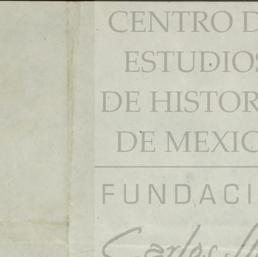 CENTRO D
ESTUDIOS
DE HISTOR
DE MEXIC
FUNDACI
Carlos